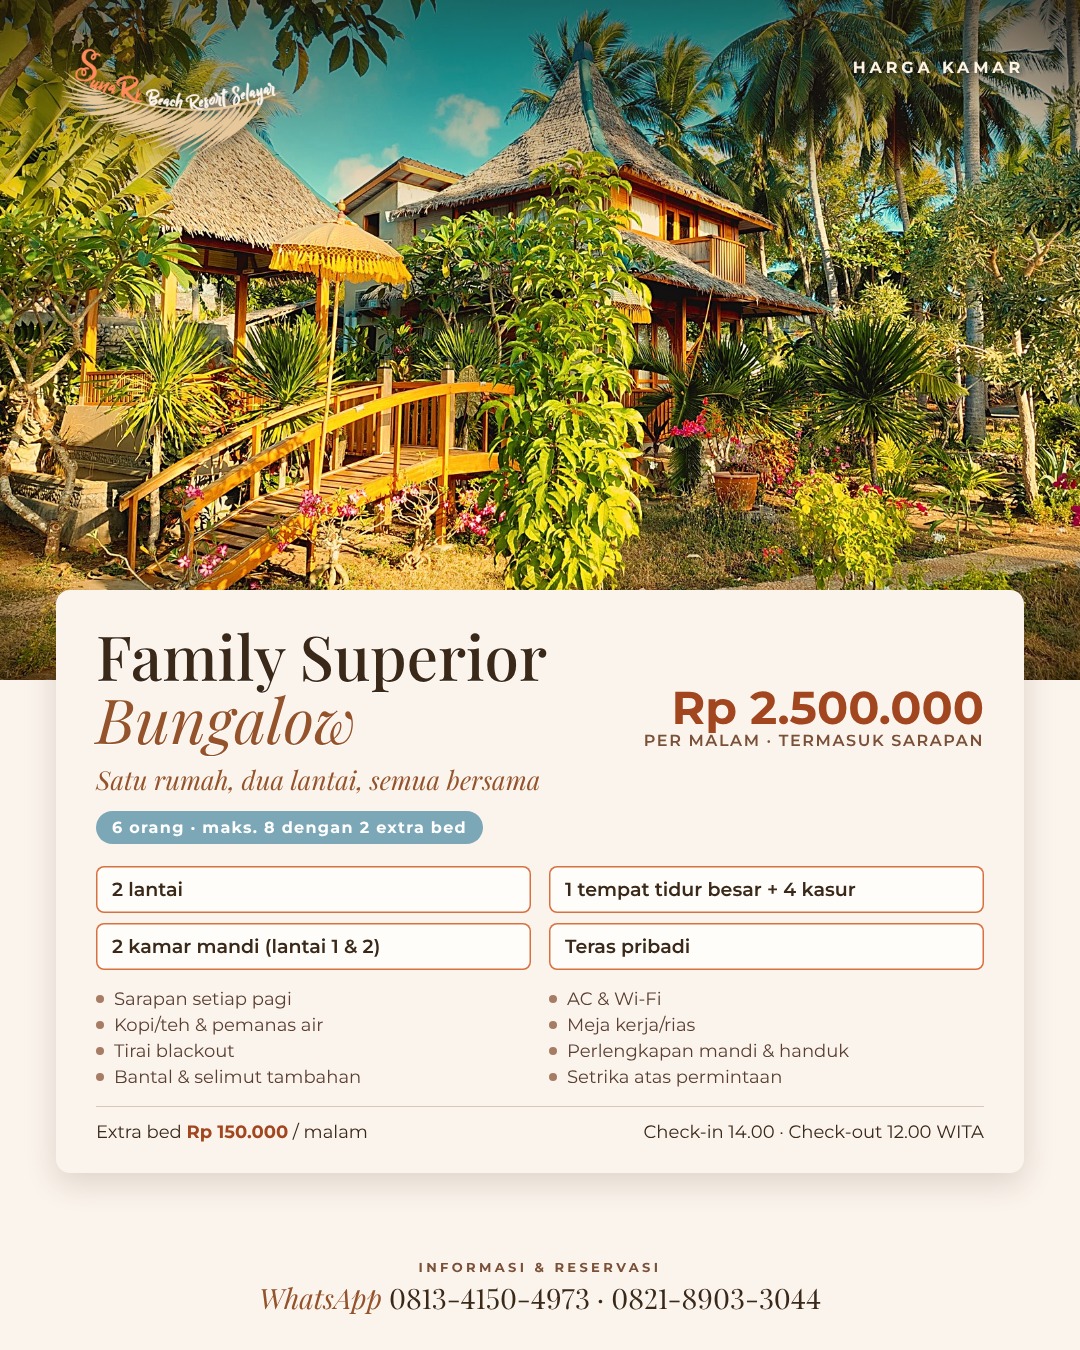 SunaRi Beach Resort Selayar
HARGA KAMAR
Family Superior
Bungalow
Rp 2.500.000
PER MALAM · TERMASUK SARAPAN
Satu rumah, dua lantai, semua bersama
6 orang · maks. 8 dengan 2 extra bed
2 lantai
1 tempat tidur besar + 4 kasur
2 kamar mandi (lantai 1 & 2)
Teras pribadi
Sarapan setiap pagi
Kopi/teh & pemanas air
Tirai blackout
Bantal & selimut tambahan
AC & Wi-Fi
Meja kerja/rias
Perlengkapan mandi & handuk
Setrika atas permintaan
Extra bed Rp 150.000 / malam
Check-in 14.00 · Check-out 12.00 WITA
INFORMASI & RESERVASI
WhatsApp 0813-4150-4973 · 0821-8903-3044